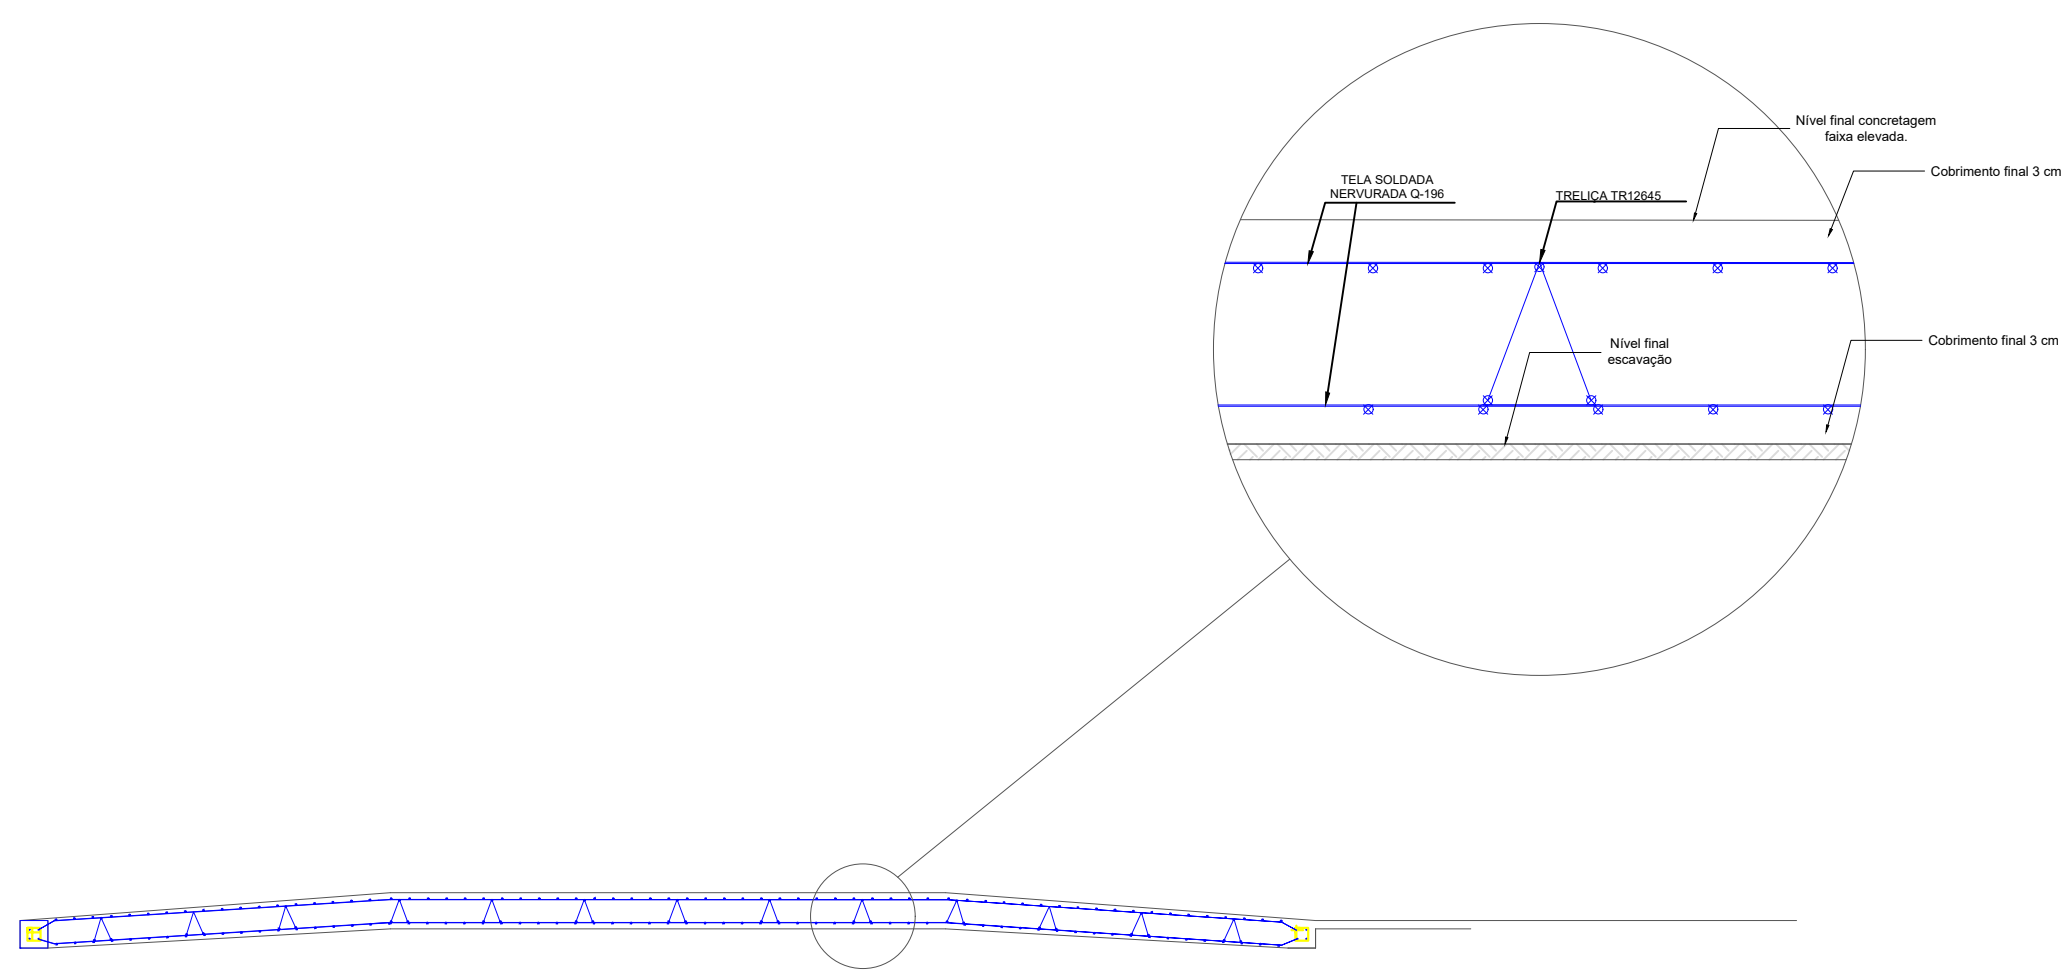 Nível final concretagem
faixa elevada.
Cobrimento final 3 cm
TELA SOLDADA
NERVURADA Q-196
TRELIÇA TR12645
Nível final
escavação
Cobrimento final 3 cm